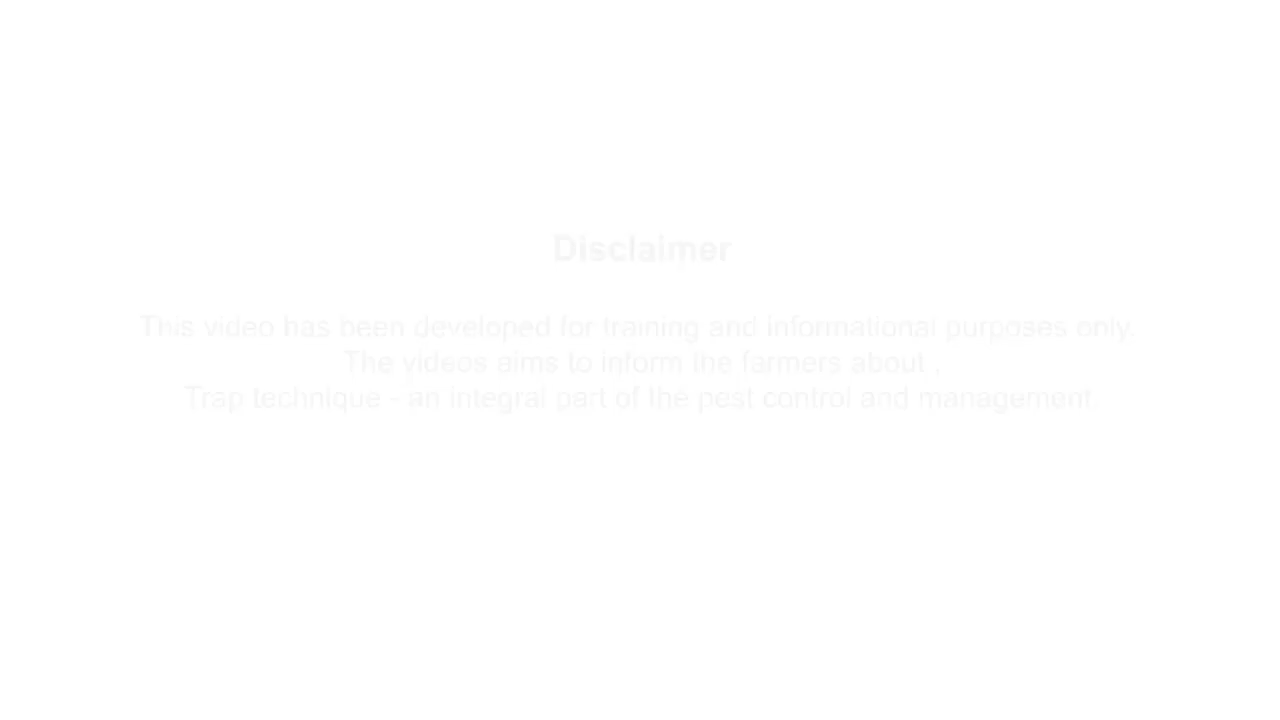 Disclaimer
This video has been developed for training and informational purposes only.
The videos aims to inform the farmers about ,
Trap technique - an integral part of the pest control and management.